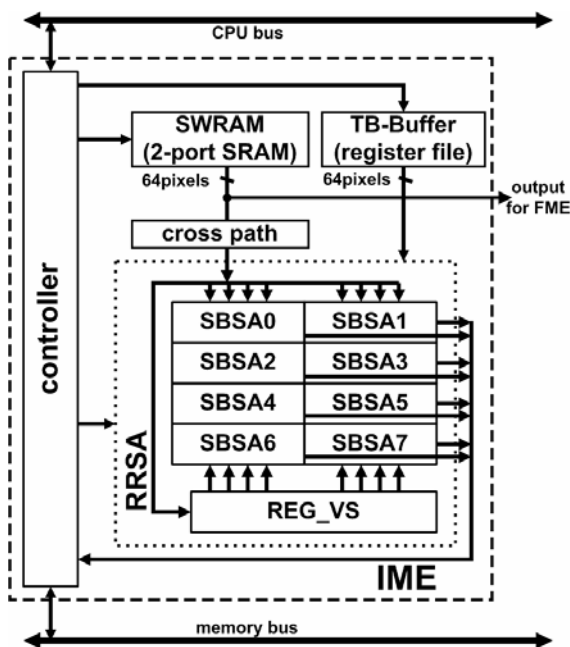 CPU bus
SWRAM
(2-port SRAM)
TB-Buffer
(register file)
64pixels
64pixels
output
for FME
cross path
controller
SBSA0
SBSA1
SBSA2
SBSA3
SBSA4
SBSA5
SBSA6
SBSA7
RRSA
REG_VS
IME
memory bus